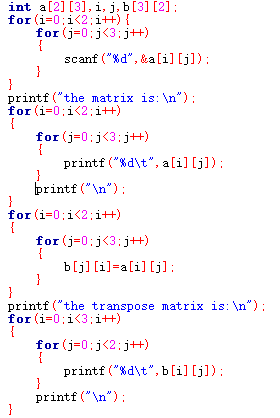 int a[2][3],i,j,b[3][2];
for(i=0;i<2;i++){
for(j=0;j<3;j++)
{
scanf("%d",&a[i][j]);
}
}
printf("the matrix is:\n");
for(i=0;i<2;i++)
{
for(j=0;j<3;j++)
{
printf("%d\t",a[i][j]);
}
printf("\n");
}
for(i=0;i<2;i++)
{
for(j=0;j<3;j++)
{
b[j][i]=a[i][j];
}
}
printf("the transpose matrix is:\n");
for(i=0;i<3;i++)
{
for(j=0;j<2;j++)
{
printf("%d\t",b[i][j]);
}
printf("\n");
}